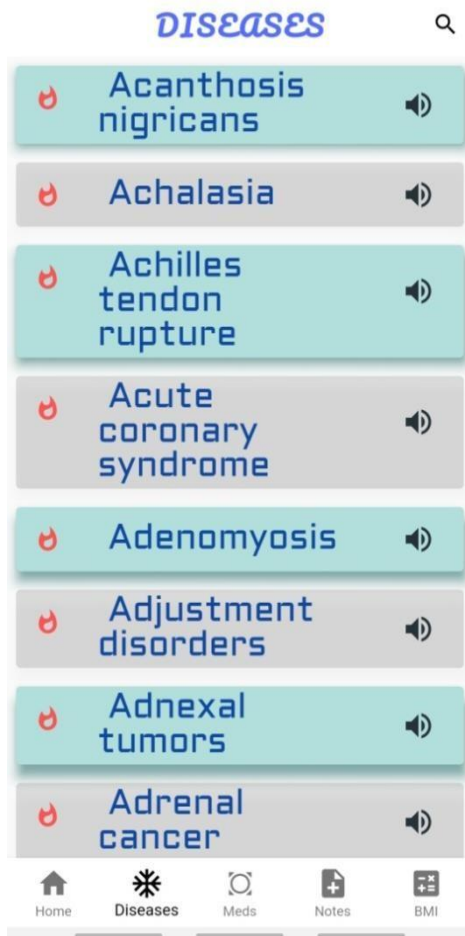 DISEASES
Acanthosis
nigricans
Achalasia
Achilles
tendon
rupture
Acute
coronary
syndrome
Adenomyosis
Adjustment
disorders
Adnexal
tumors
Adrenal
cancer
Home Diseases Meds Notes BMI